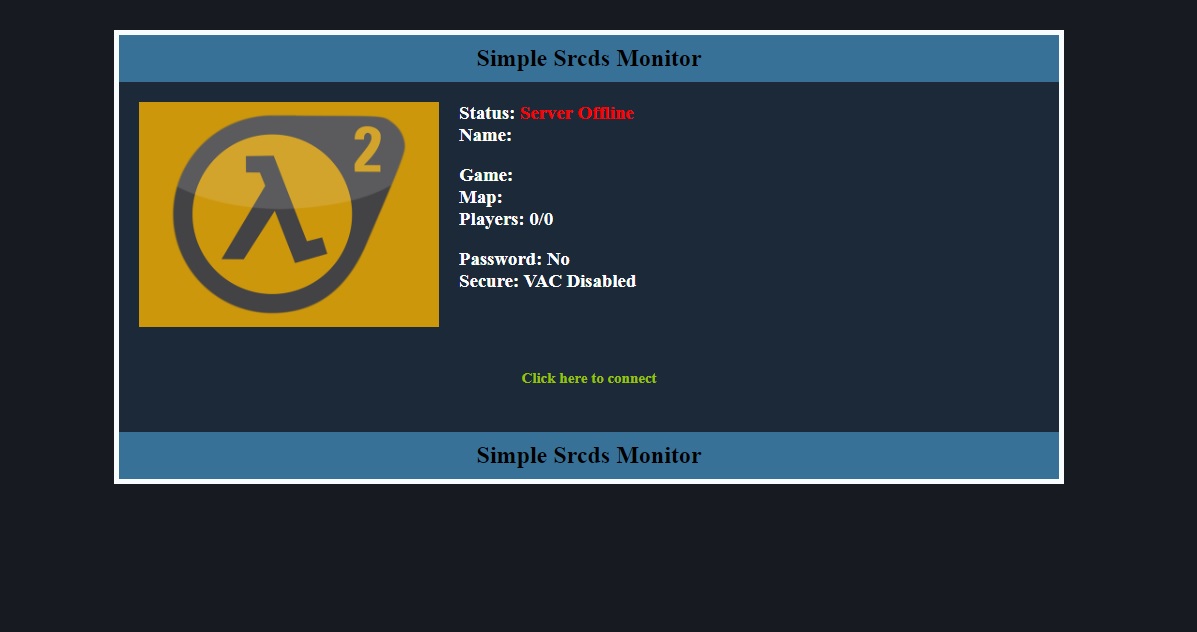 Simple Srcds Monitor
2
Status: Server Offline
Name:
Game:
Map:
Players: 0/0
Password: No
Secure: VAC Disabled
Click here to connect
Simple Srcds Monitor